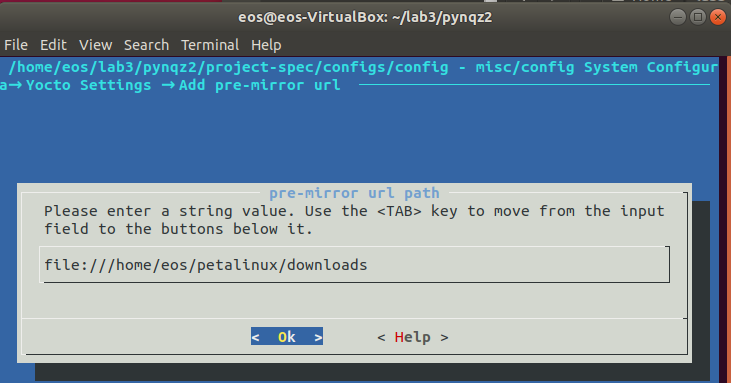 eos@eos-VirtualBox: ~/lab3/pynqz2
File Edit View Search Terminal Help
/home/eos/lab3/pynqz2/project-spec/configs/config - misc/config System Configur
a→Yocto Settings →Add pre-mirror url
pre-mirror url path
Please enter a string value. Use the <TAB> key to move from the input
field to the buttons below it.
file:///home/eos/petalinux/downloads
< Ok > < Help >